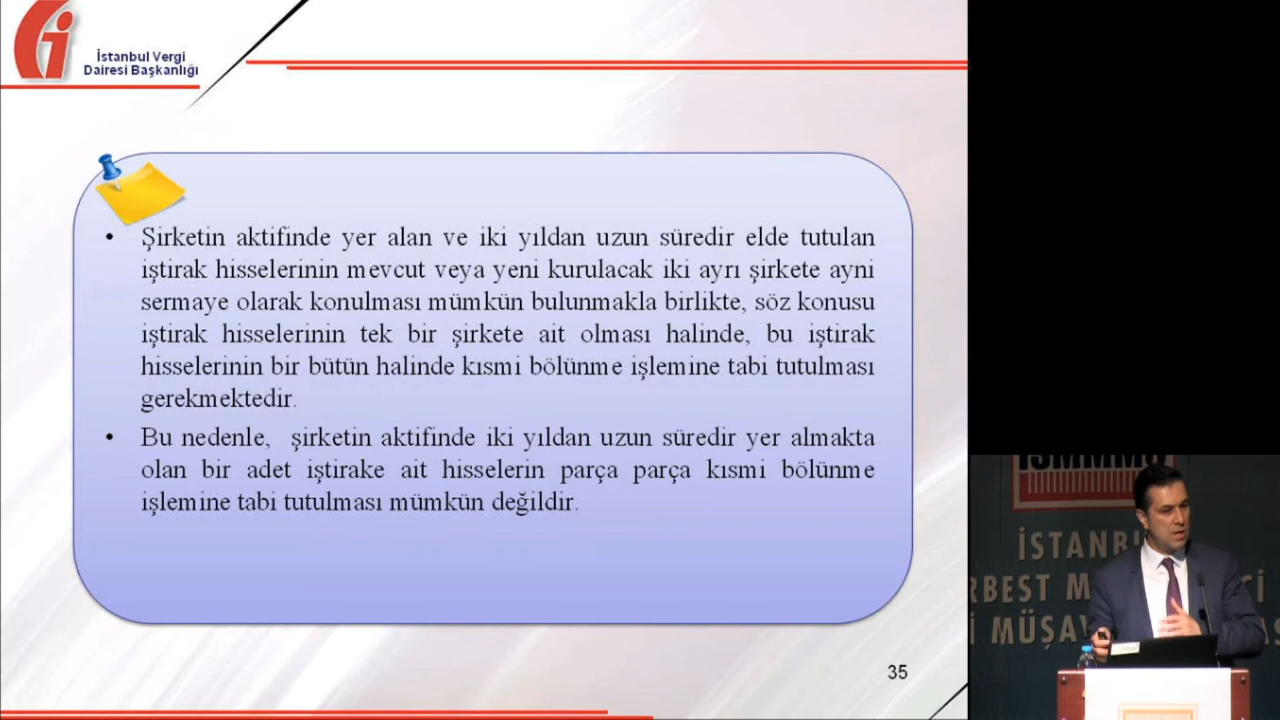 İstanbul Vergi
Dairesi Başkanlığı
• Şirketin aktifinde yer alan ve iki yıldan uzun süredir elde tutulan
iştirak hisselerinin mevcut veya yeni kurulacak iki ayrı şirkete ayni
sermaye olarak konulması mümkün bulunmakla birlikte, söz konusu
iştirak hisselerinin tek bir şirkete ait olması halinde, bu iştirak
hisselerinin bir bütün halinde kısmi bölünme işlemine tabi tutulması
gerekmektedir.
• Bu nedenle, şirketin aktifinde iki yıldan uzun süredir yer almakta
olan bir adet iştirake ait hisselerin parça parça kısmi bölünme
işlemine tabi tutulması mümkün değildir.
35
İSMMMO
İSTANB
RBEST M
MÜŞAV